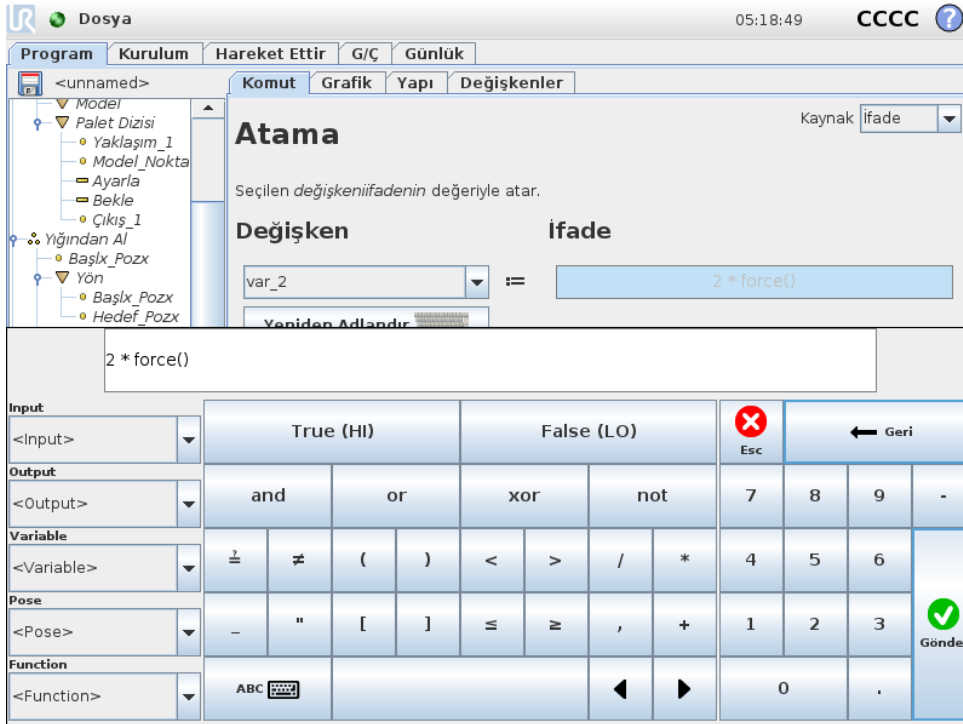 UR Dosya 05:18:49 CCCC ?
Program Kurulum Hareket Ettir G/Ç Günlük
<unnamed> Komut Grafik Yapı Değişkenler
Model
Palet Dizisi
Yaklaşım_1
Model_Nokta
Ayarla
Bekle
Çıkış_1
Yığından Al
Başlx_Pozx
Yön
Başlx_Pozx
Hedef_Pozx
Kaynak İfade
Atama
Seçilen değişkeniifadenin değeriyle atar.
Değişken İfade
var_2 := 2 * force()
Yeniden Adlandır
2 * force()
Input
<Input>
Output
<Output>
Variable
<Variable>
Pose
<Pose>
Function
<Function>
True (HI) False (LO) Esc Geri
and or xor not 7 8 9 -
≟ ≠ ( ) < > / * 4 5 6
_ " [ ] ≤ ≥ , + 1 2 3 Gönde
ABC 0 .